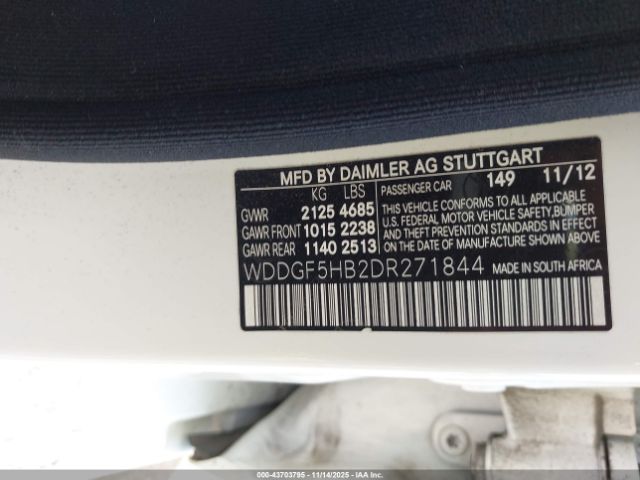 MFD BY DAIMLER AG STUTTGART
KG LBS
PASSENGER CAR 149 11/12
GVWR 2125 4685
GAWR FRONT 1015 2238
GAWR REAR 1140 2513
THIS VEHICLE CONFORMS TO ALL APPLICABLE
U.S. FEDERAL MOTOR VEHICLE SAFETY, BUMPER
AND THEFT PREVENTION STANDARDS IN EFFECT
ON THE DATE OF MANUFACTURE SHOWN ABOVE.
WDDGF5HB2DR271844 MADE IN SOUTH AFRICA
000-43703795 - 11/14/2025 - IAAI Inc.